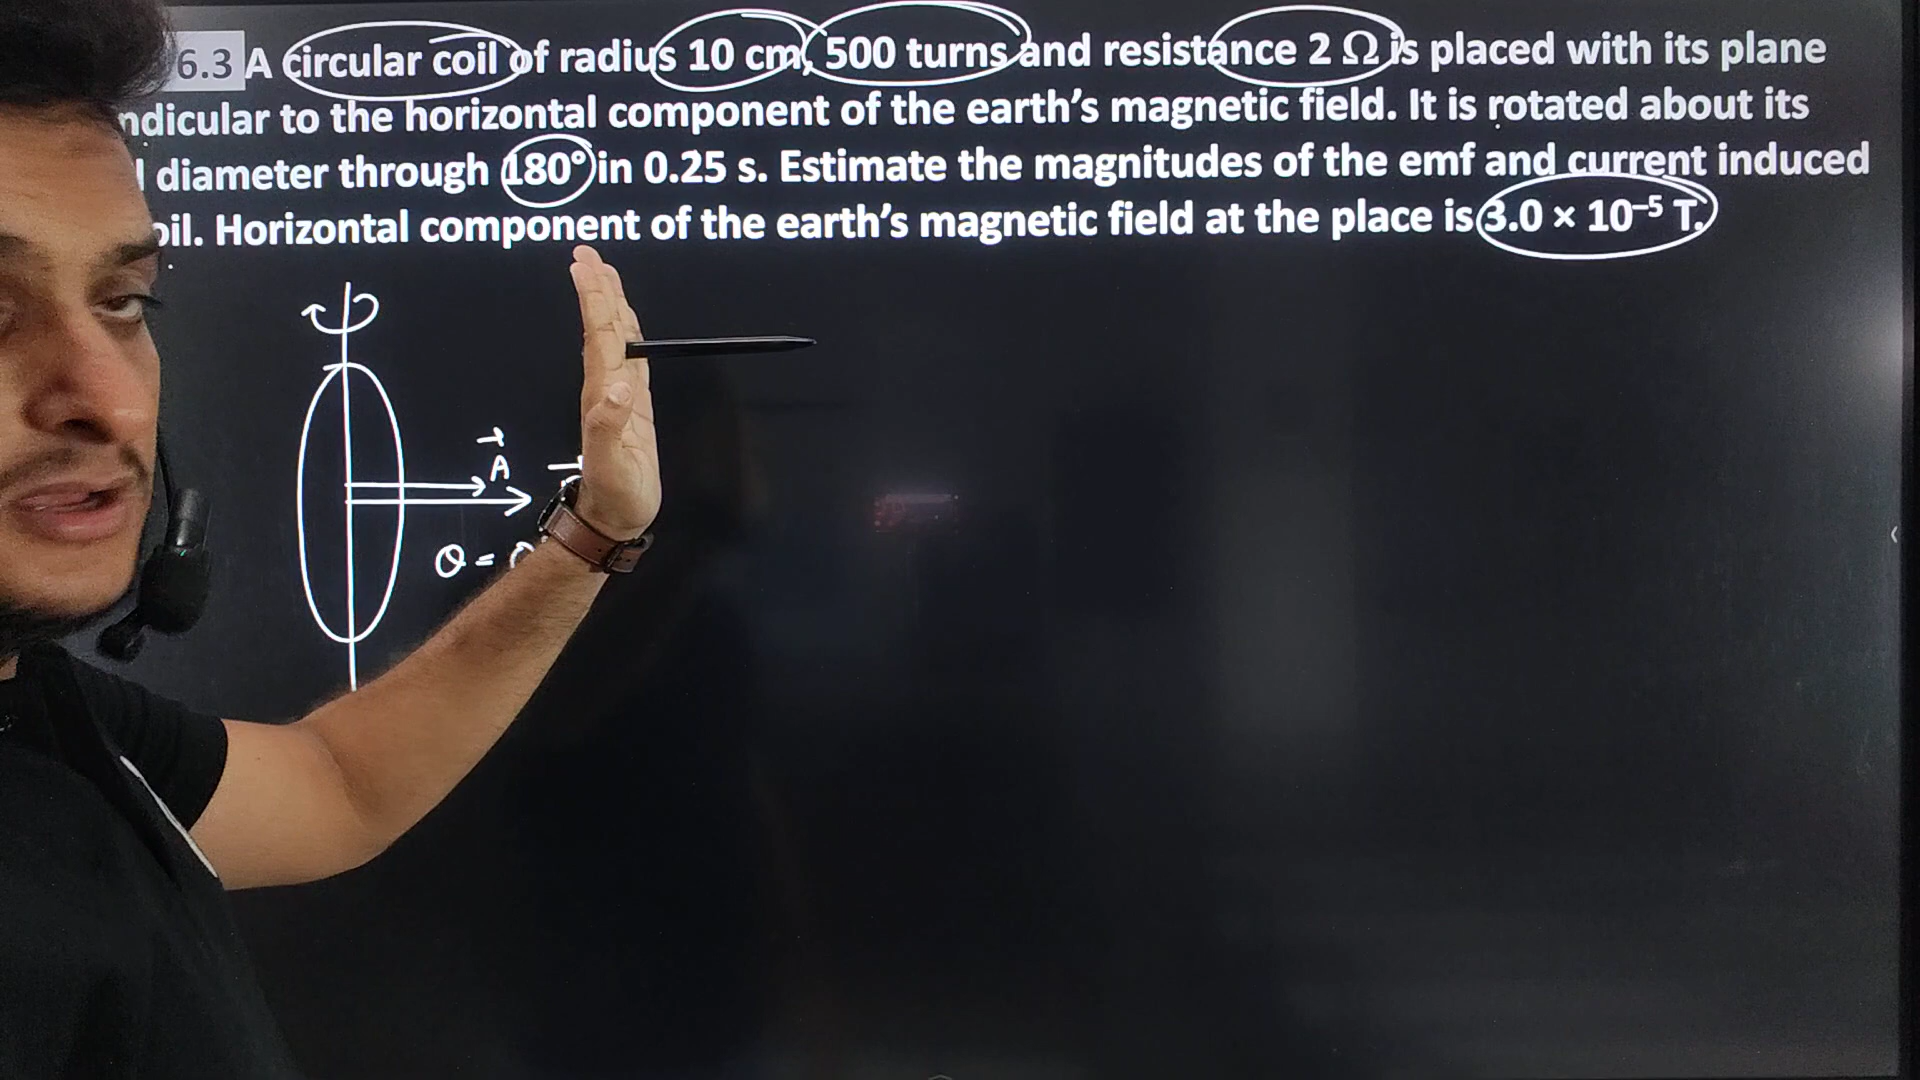 6.3 A circular coil of radius 10 cm, 500 turns and resistance 2 Ω is placed with its plane
to the horizontal component of the earth's magnetic field. It is rotated about its
diameter through 180° in 0.25 s. Estimate the magnitudes of the emf and current induced
Horizontal component of the earth's magnetic field at the place is 3.0 × 10⁻⁵ T.
A
θ =